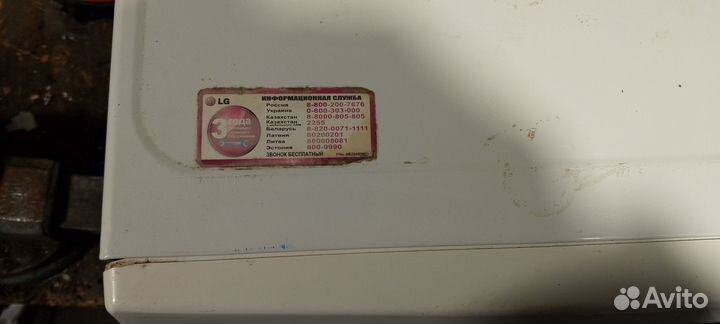 LG
ИНФОРМАЦИОННАЯ СЛУЖБА
Россия 8-800-200-7676
Украина 0-800-303-000
Казахстан 8-8000-805-805
Казахстан 2255
Беларусь 8-820-0071-1111
Латвия 80200201
Литва 880008081
Эстония 800-9990
ЗВОНОК БЕСПЛАТНЫЙ
3 года
Avito